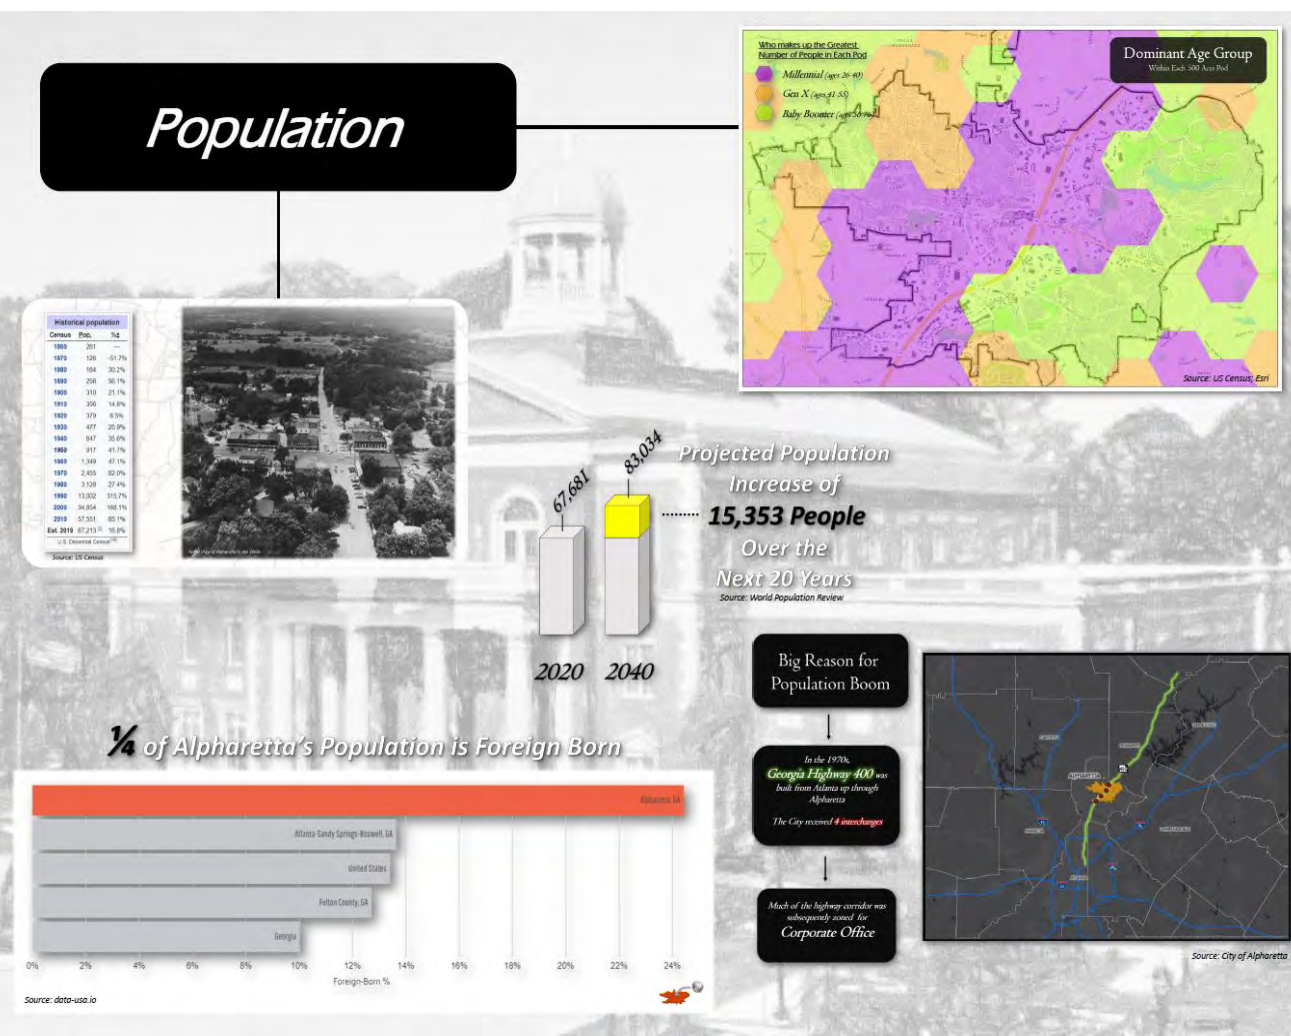 Population
Who makes up the Greatest
Number of People in Each Pod
Millennial (ages 26-40)
Gen X (ages 41-55)
Baby Boomer (ages 56-76)
Dominant Age Group
Within Each 500 Acre Pod
Source: US Census; Esri
Historical population
Census Pop. %±
1880 164 30.2%
1890 256 56.1%
1900 310 21.1%
1910 356 14.8%
1920 379 6.5%
1930 477 25.9%
1940 647 35.6%
1950 917 41.7%
1960 1,349 47.1%
1970 2,455 82.0%
1980 3,128 27.4%
1990 13,002 315.7%
2000 34,854 168.1%
2010 57,551 65.1%
Est. 2019 67,213 16.8%
U.S. Decennial Census
Source: US Census
67,681
83,034
2020
2040
Projected Population
Increase of
15,353 People
Over the
Next 20 Years
Source: World Population Review
¼ of Alpharetta's Population is Foreign Born
Alpharetta, GA
Atlanta-Sandy Springs-Roswell, GA
United States
Fulton County, GA
Georgia
0% 2% 4% 6% 8% 10% 12% 14% 16% 18% 20% 22% 24%
Foreign-Born %
Source: data-usa.io
Big Reason for
Population Boom
In the 1970s,
Georgia Highway 400 was
built from Atlanta up through
Alpharetta
The City received 4 interchanges
Much of the highway corridor was
subsequently zoned for
Corporate Office
ALPHARETTA
Source: City of Alpharetta